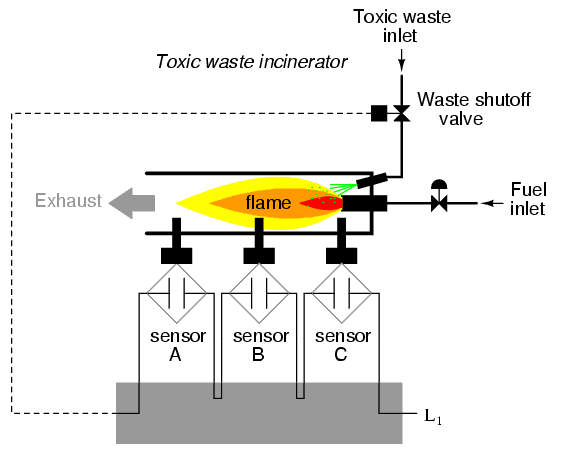 Toxic waste
inlet
Toxic waste incinerator
Waste shutoff
valve
Exhaust
flame
Fuel
inlet
sensor
A
sensor
B
sensor
C
L1